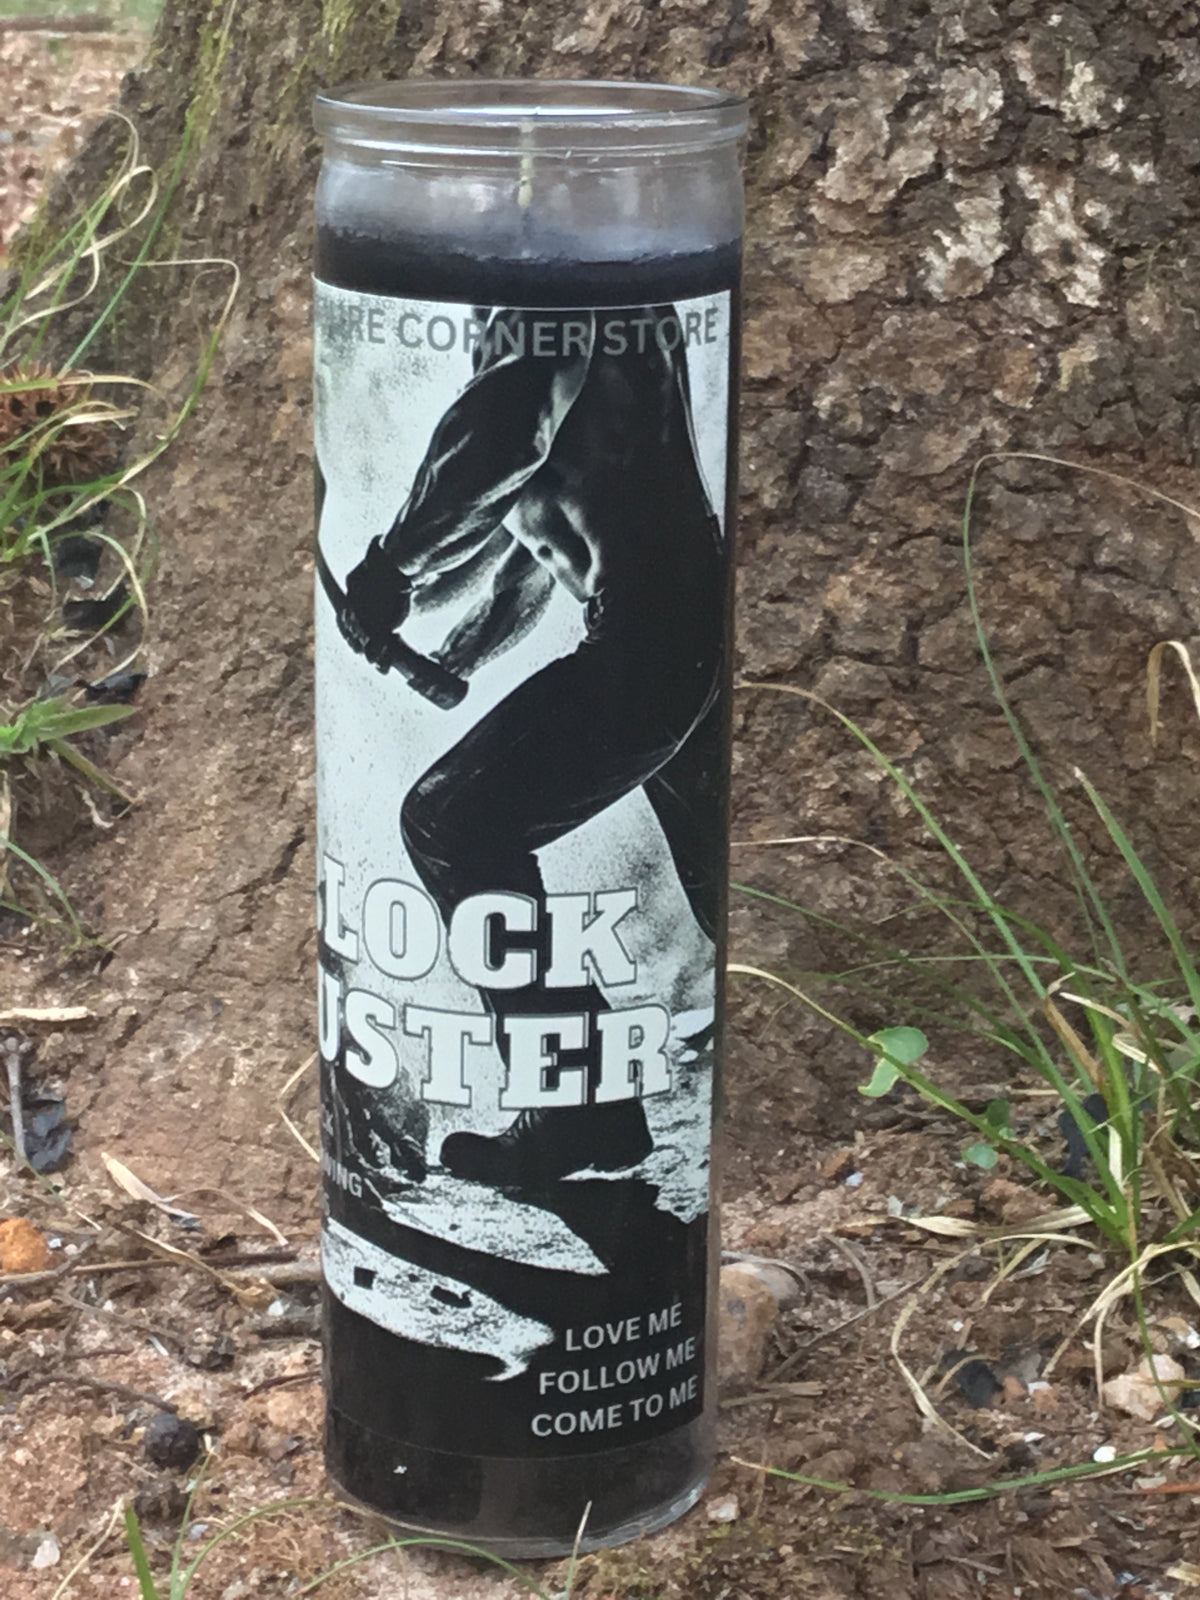 CORNER STORE
LOCK
USTER
LOVE ME
FOLLOW ME
COME TO ME